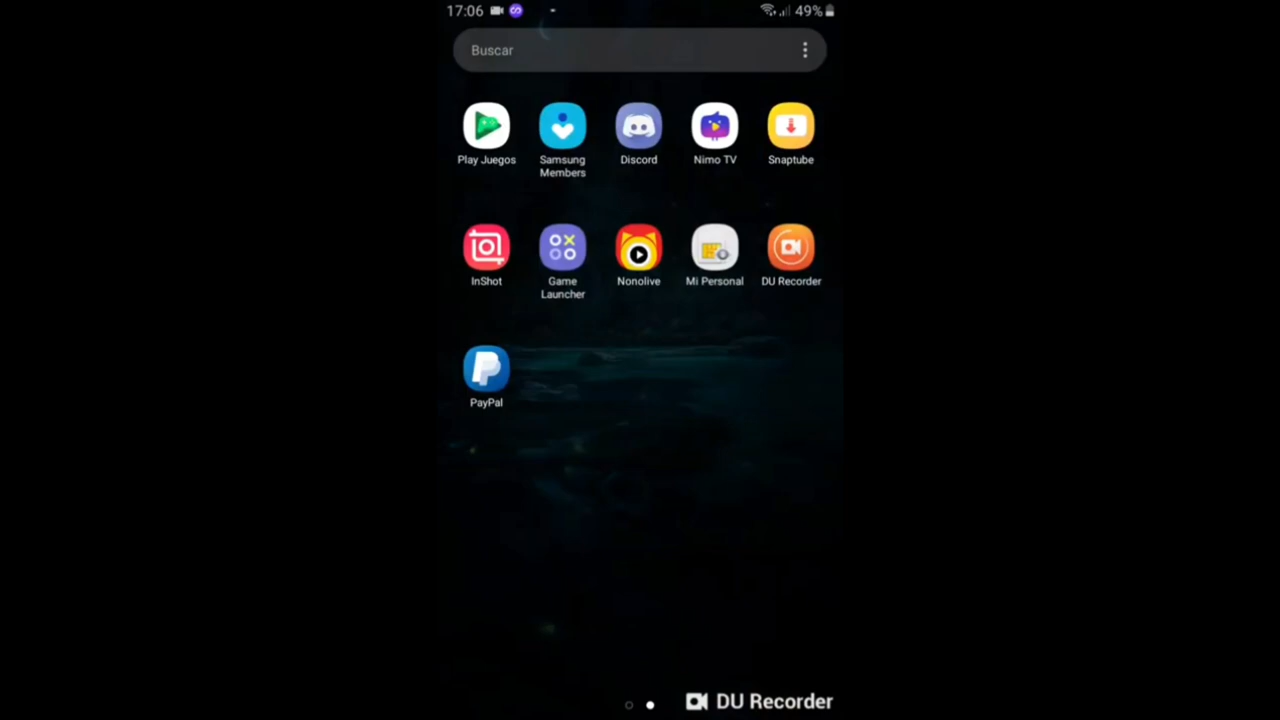 17:06 49%
Buscar
Play Juegos Samsung Members Discord Nimo TV Snaptube
InShot Game Launcher Nonolive Mi Personal DU Recorder
PayPal
DU Recorder